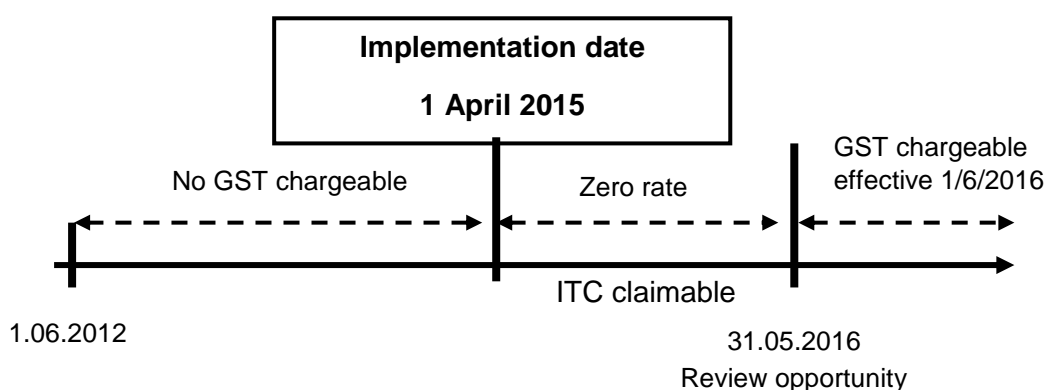 Implementation date
1 April 2015
No GST chargeable
Zero rate
GST chargeable
effective 1/6/2016
ITC claimable
1.06.2012
31.05.2016
Review opportunity